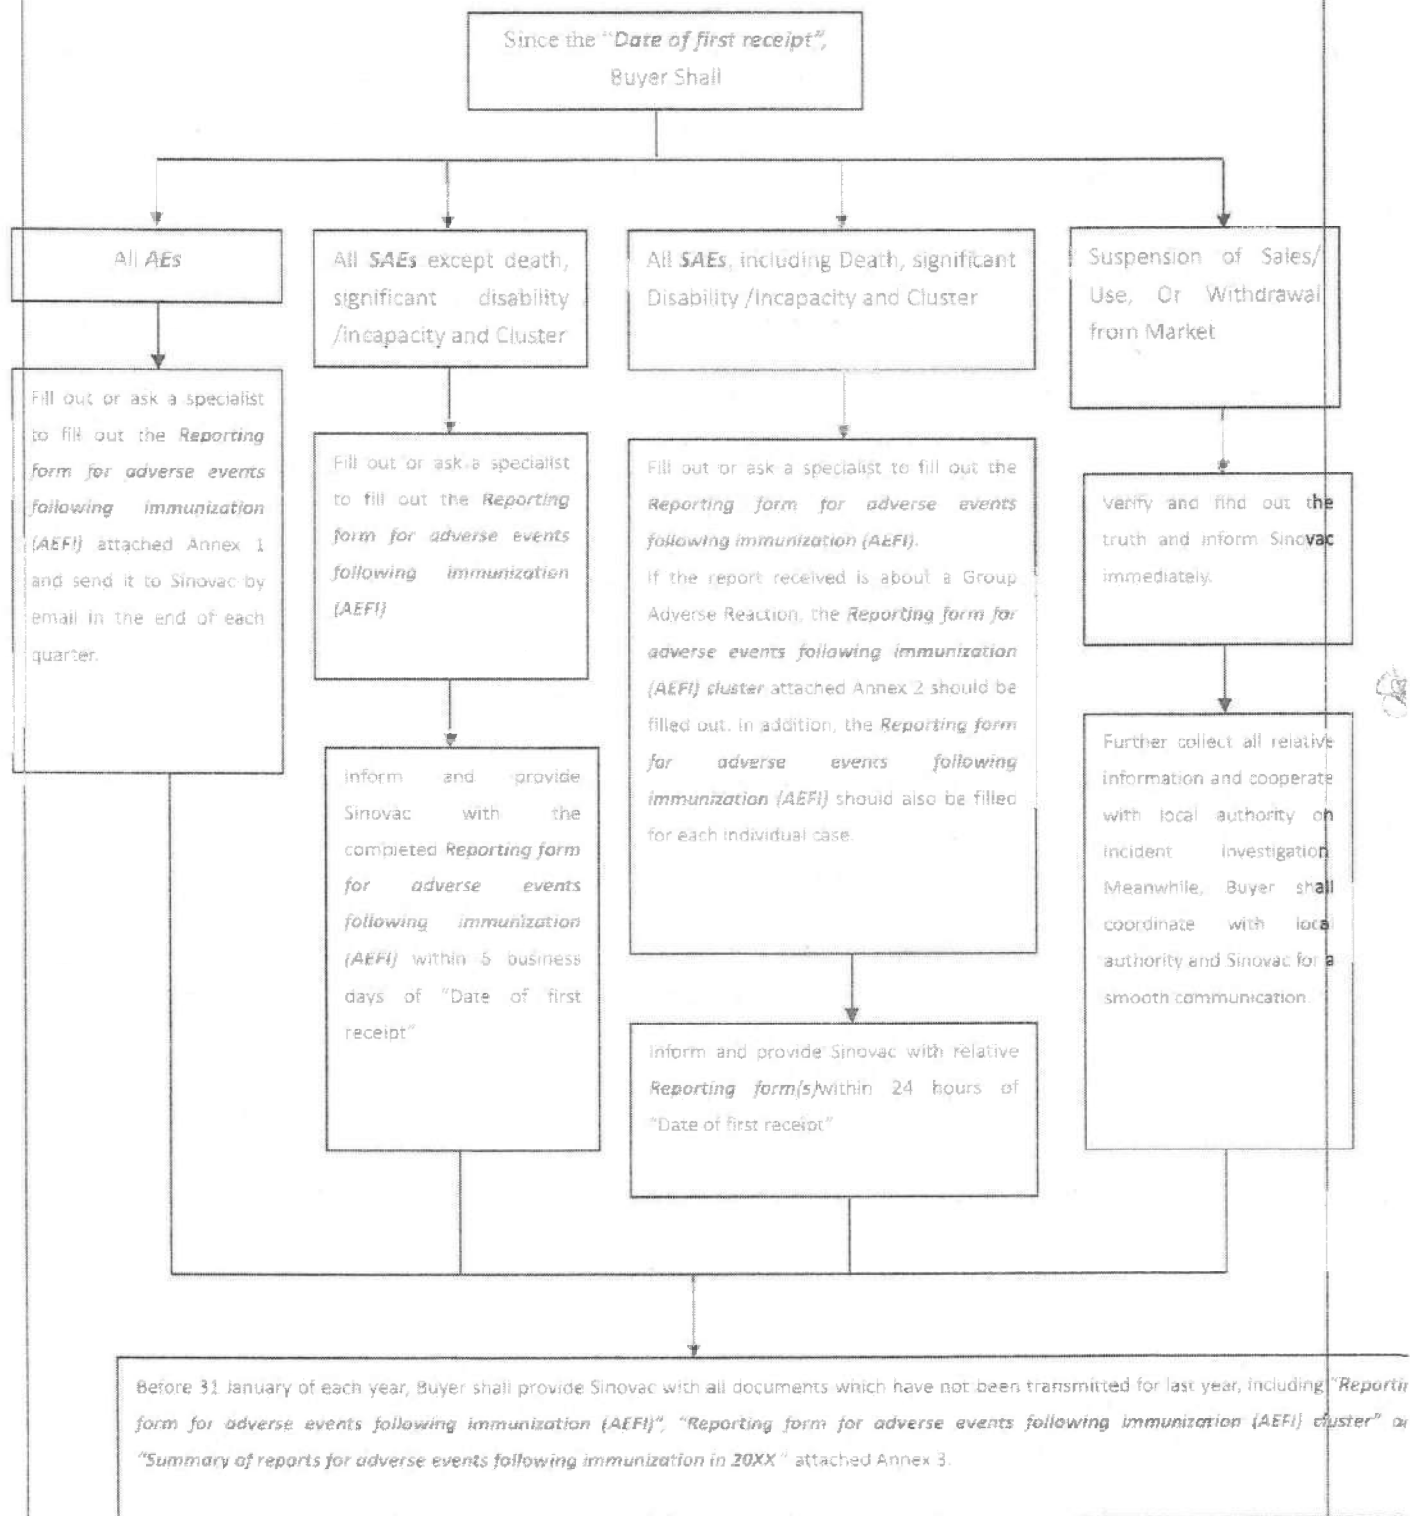 Since the "Date of first receipt",
Buyer Shall
All AEs
Fill out or ask a specialist
to fill out the Reporting
form for adverse events
following immunization
(AEFI) attached Annex 1
and send it to Sinovac by
email in the end of each
quarter.
All SAEs except death,
significant disability
/incapacity and Cluster
Fill out or ask a specialist
to fill out the Reporting
form for adverse events
following immunization
(AEFI)
Inform and provide
Sinovac with the
completed Reporting form
for adverse events
following immunization
(AEFI) within 5 business
days of "Date of first
receipt"
All SAEs, including Death, significant
Disability /Incapacity and Cluster
Fill out or ask a specialist to fill out the
Reporting form for adverse events
following immunization (AEFI).
If the report received is about a Group
Adverse Reaction, the Reporting form for
adverse events following immunization
(AEFI) cluster attached Annex 2 should be
filled out. In addition, the Reporting form
for adverse events following
immunization (AEFI) should also be filled
for each individual case.
Inform and provide Sinovac with relative
Reporting form(s)within 24 hours of
"Date of first receipt"
Suspension of Sales/
Use, Or Withdrawal
from Market
Verify and find out the
truth and inform Sinovac
immediately.
Further collect all relative
information and cooperate
with local authority on
incident investigation
Meanwhile, Buyer shall
coordinate with local
authority and Sinovac for a
smooth communication
Before 31 January of each year, Buyer shall provide Sinovac with all documents which have not been transmitted for last year, including "Reportin
form for adverse events following immunization (AEFI)", "Reporting form for adverse events following immunization (AEFI) cluster"
"Summary of reports for adverse events following immunization in 20XX" attached Annex 3.